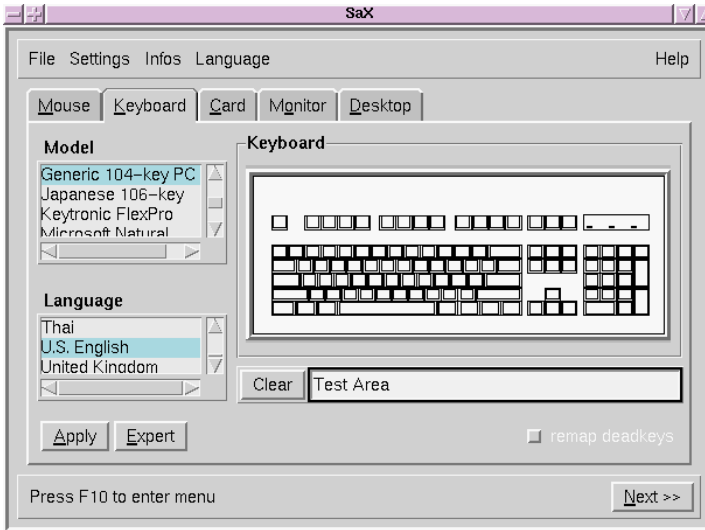 SaX
File Settings Infos Language Help
Mouse Keyboard Card Monitor Desktop
Model
Generic 104-key PC
Japanese 106-key
Keytronic FlexPro
Microsoft Natural
Language
Thai
U.S. English
United Kingdom
Keyboard
Clear Test Area
Apply Expert remap deadkeys
Press F10 to enter menu Next >>